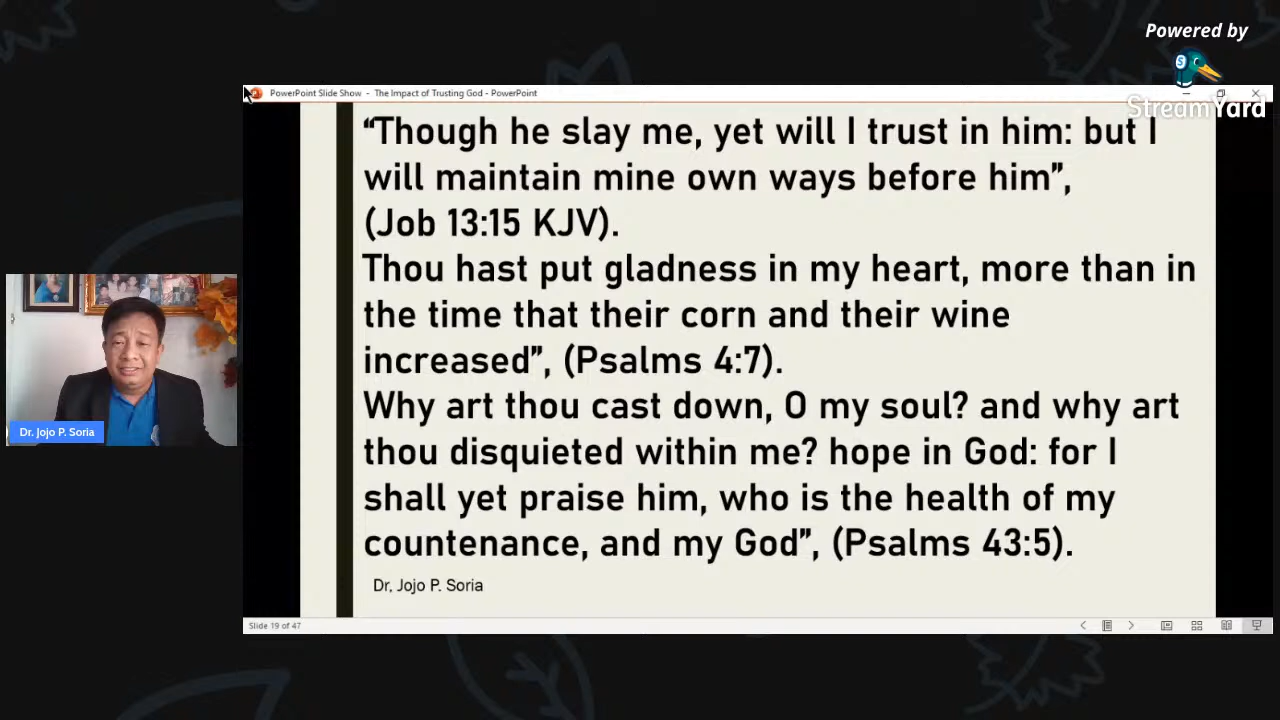 Powered by
StreamYard
PowerPoint Slide Show - The Impact of Trusting God - PowerPoint
“Though he slay me, yet will I trust in him: but I
will maintain mine own ways before him”,
(Job 13:15 KJV).
Thou hast put gladness in my heart, more than in
the time that their corn and their wine
increased”, (Psalms 4:7).
Why art thou cast down, O my soul? and why art
thou disquieted within me? hope in God: for I
shall yet praise him, who is the health of my
countenance, and my God”, (Psalms 43:5).
Dr, Jojo P. Soria
Slide 19 of 47
Dr. Jojo P. Soria